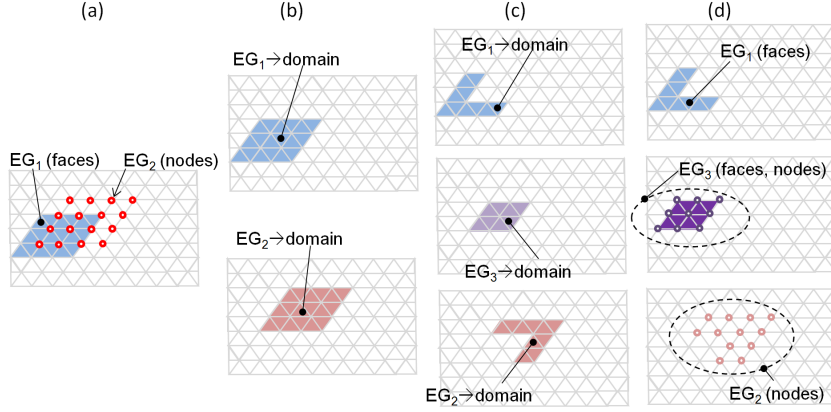 (a) (b) (c) (d)
EG₁→domain
EG₁→domain
EG₁ (faces)
EG₁ (faces) EG₂ (nodes)
EG₃ (faces, nodes)
EG₂→domain
EG₃→domain
EG₂→domain
EG₂ (nodes)